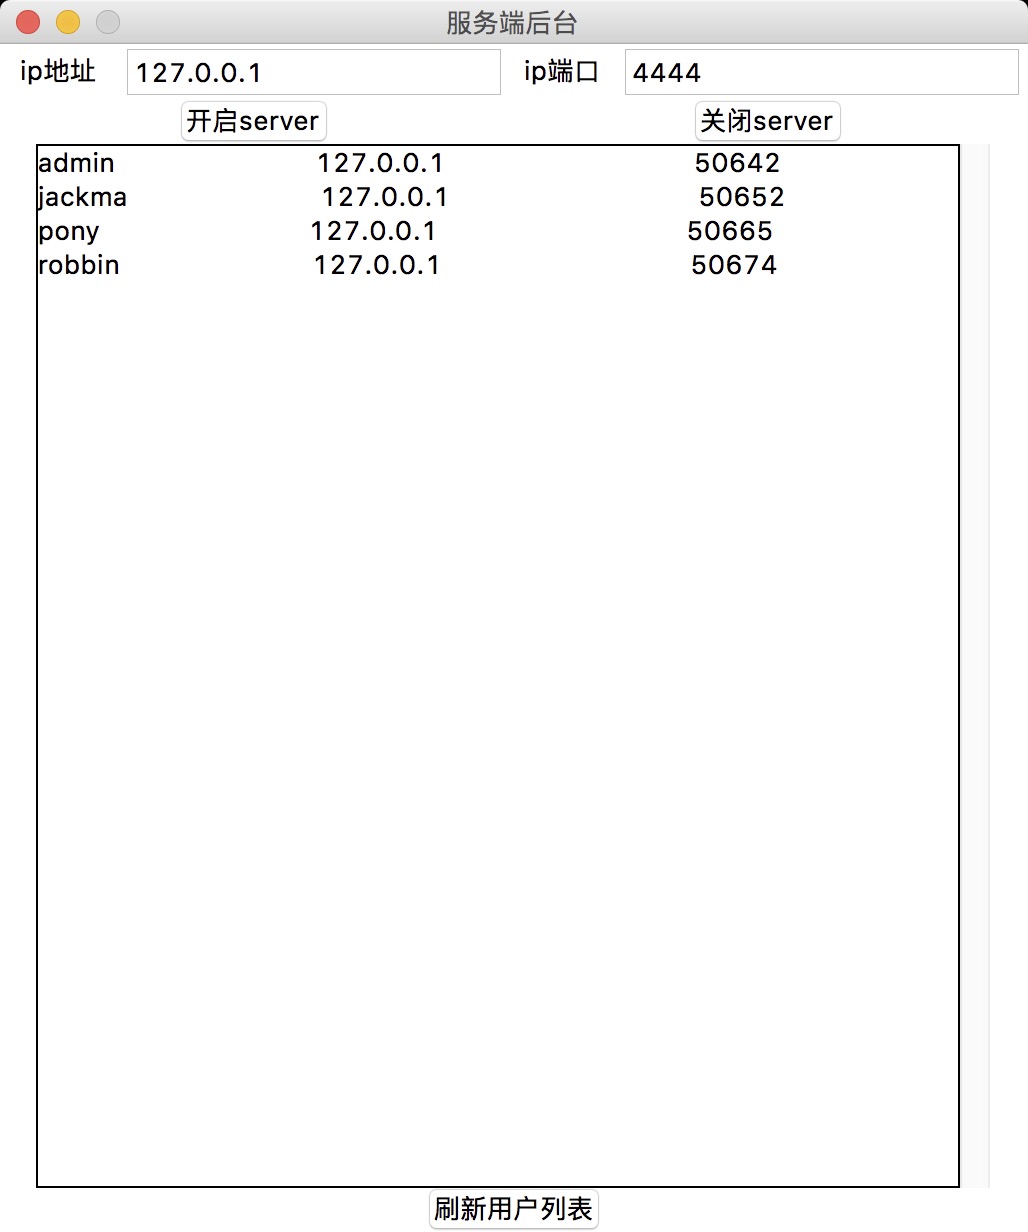 服务端后台
ip地址 127.0.0.1 ip端口 4444
开启server 关闭server
admin 127.0.0.1 50642
jackma 127.0.0.1 50652
pony 127.0.0.1 50665
robbin 127.0.0.1 50674
刷新用户列表